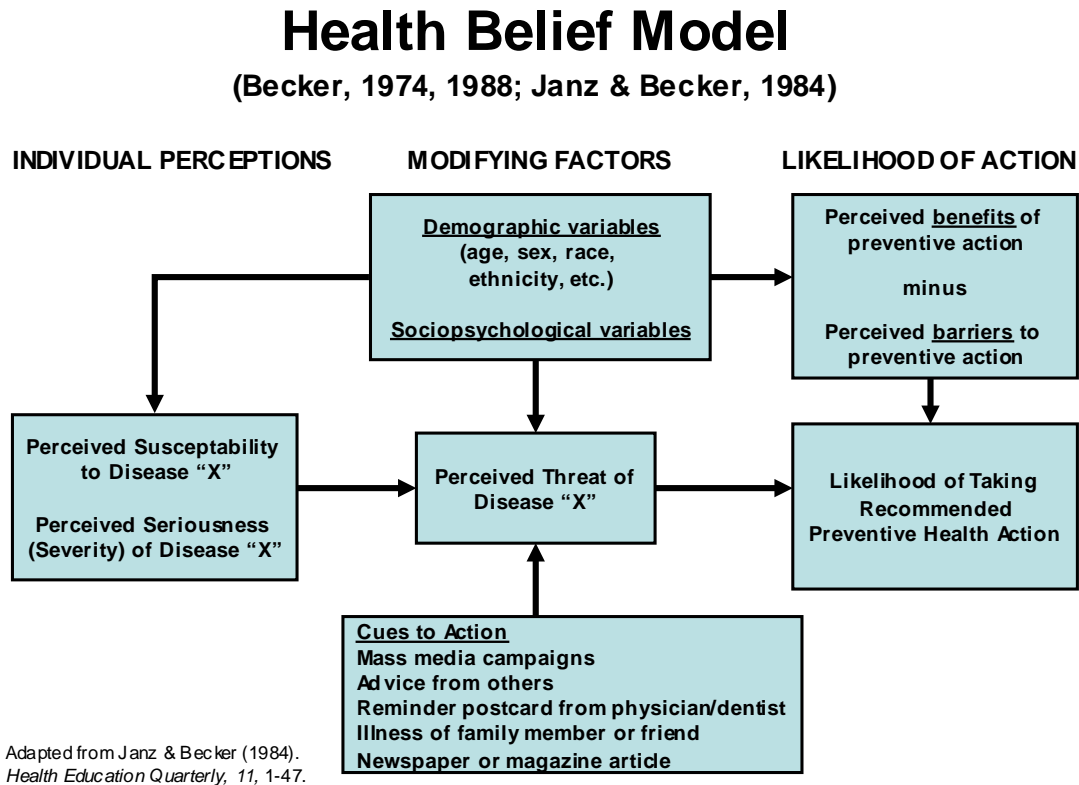 Health Belief Model
(Becker, 1974, 1988; Janz & Becker, 1984)
INDIVIDUAL PERCEPTIONS
MODIFYING FACTORS
LIKELIHOOD OF ACTION
Demographic variables
(age, sex, race,
ethnicity, etc.)
Sociopsychological variables
Perceived benefits of
preventive action
minus
Perceived barriers to
preventive action
Perceived Susceptability
to Disease “X”
Perceived Seriousness
(Severity) of Disease “X”
Perceived Threat of
Disease “X”
Likelihood of Taking
Recommended
Preventive Health Action
Cues to Action
Mass media campaigns
Advice from others
Reminder postcard from physician/dentist
Illness of family member or friend
Newspaper or magazine article
Adapted from Janz & Becker (1984).
Health Education Quarterly, 11, 1-47.